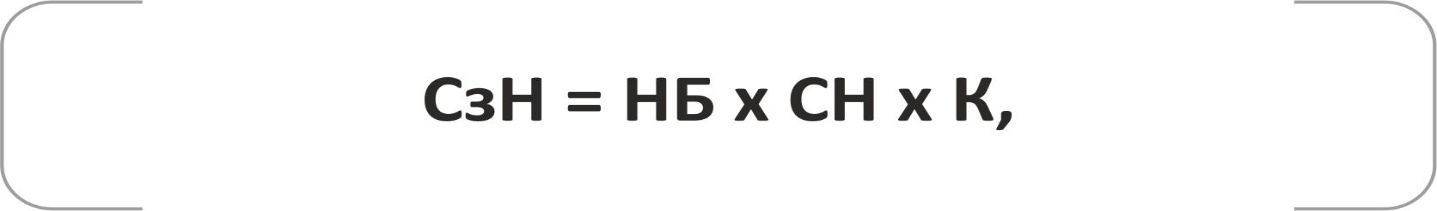 СзН = НБ х СН х К,